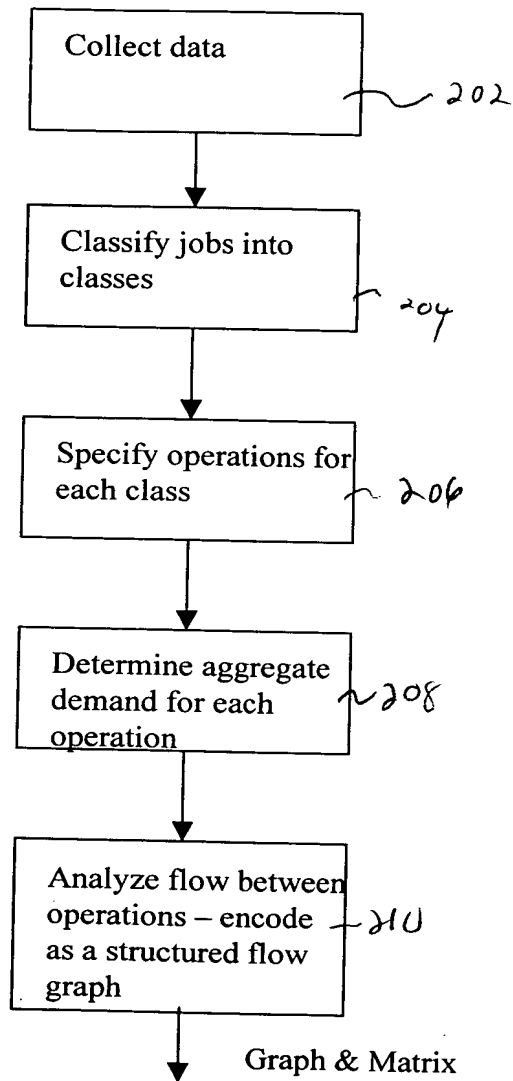 Collect data
202
Classify jobs into
classes
204
Specify operations for
each class
206
Determine aggregate
demand for each
operation
208
Analyze flow between
operations – encode
as a structured flow
graph
210
Graph & Matrix